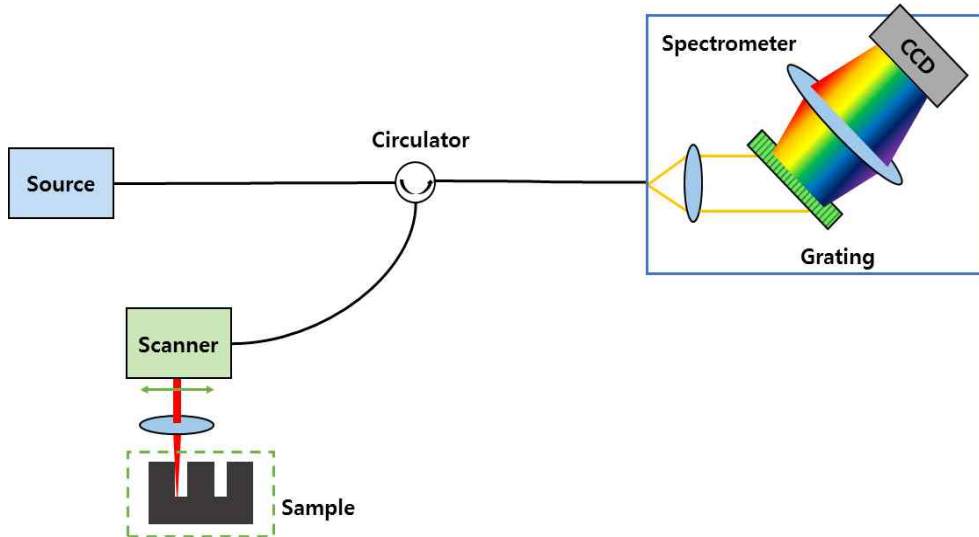 Spectrometer
CCD
Circulator
Source
Grating
Scanner
Sample